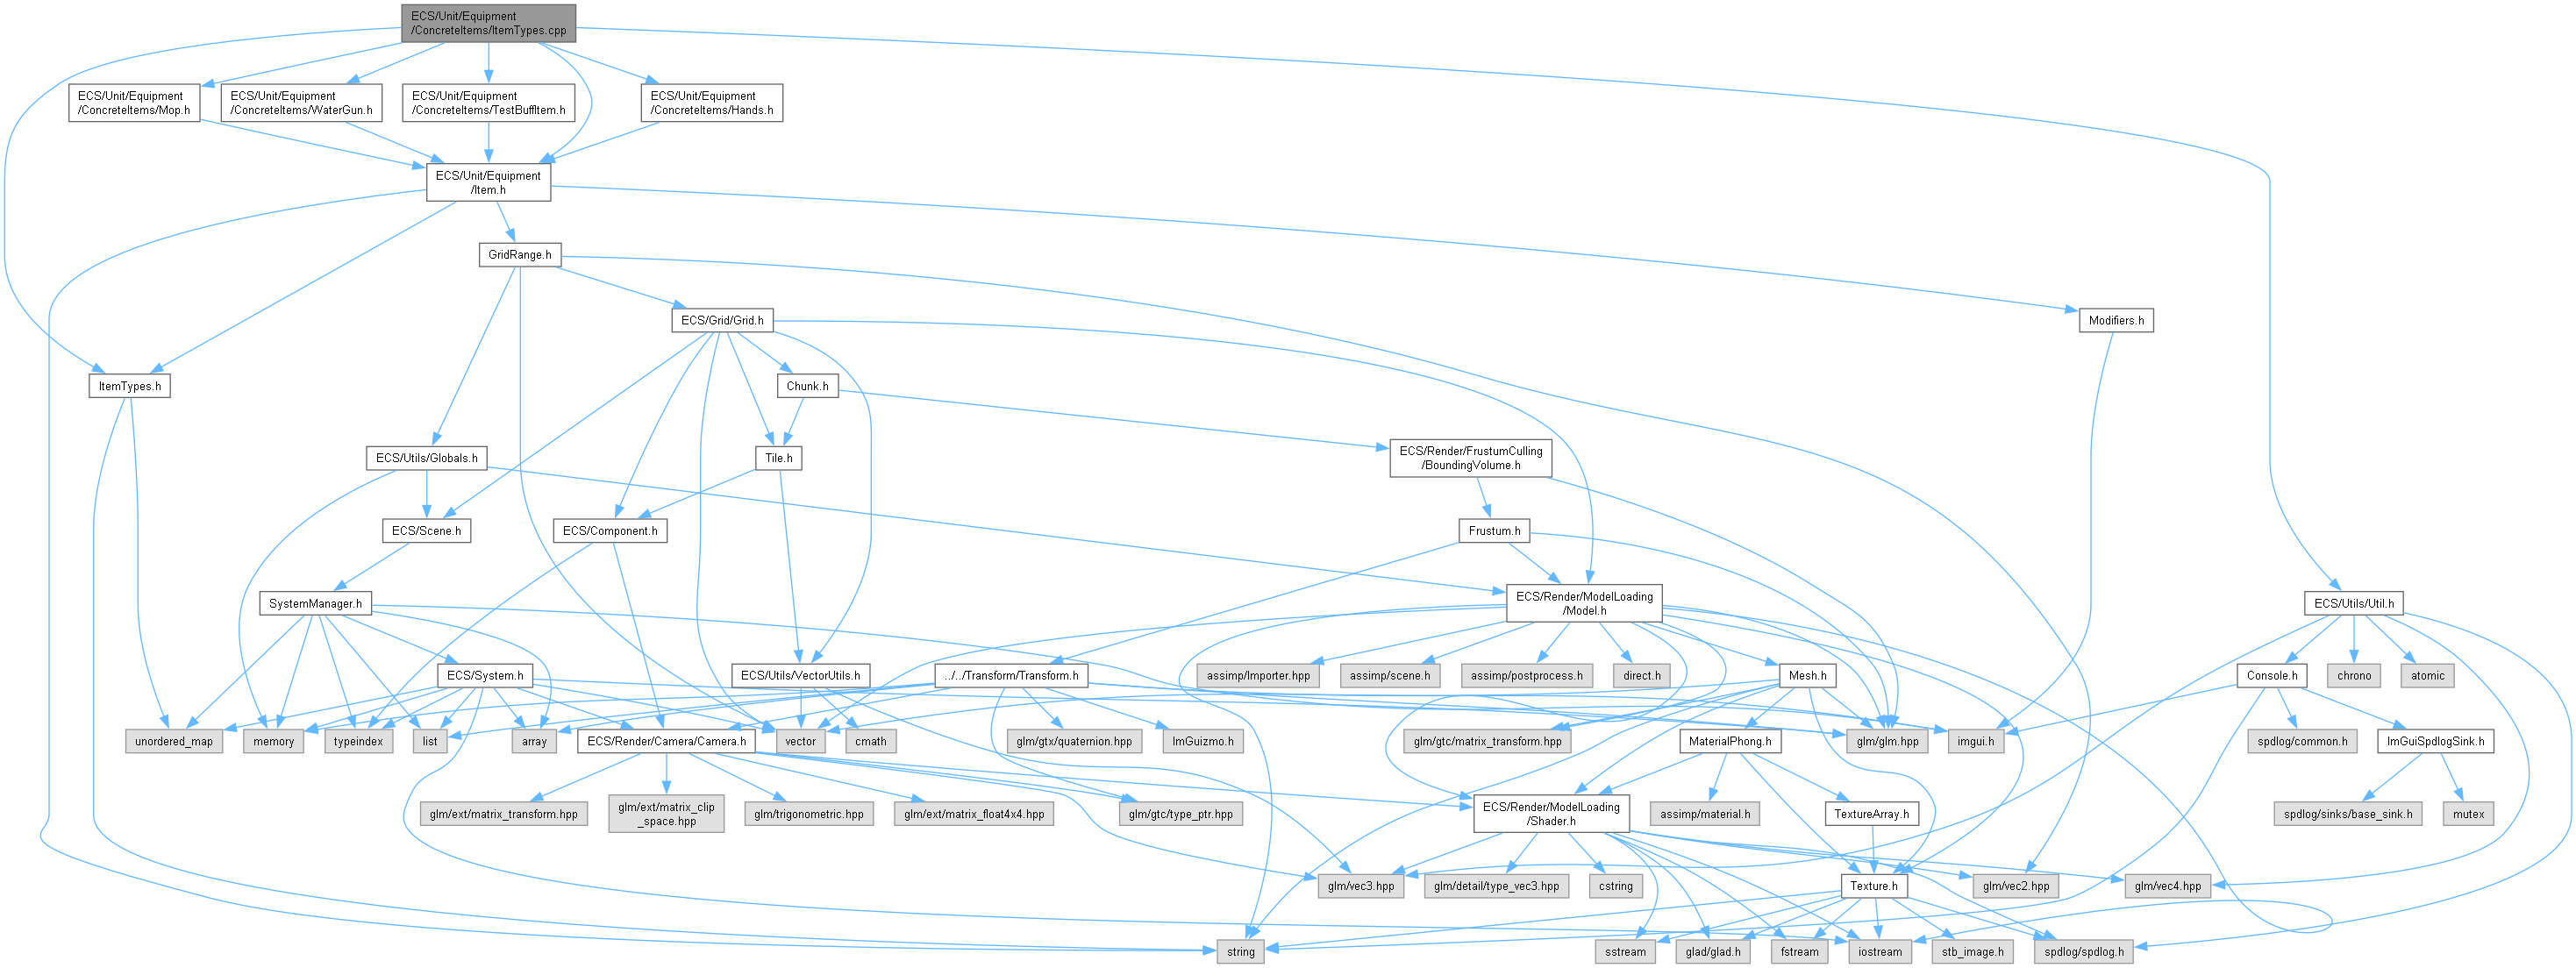 ECS/Unit/Equipment
/ConcreteItems/ItemTypes.cpp
ECS/Unit/Equipment
/ConcreteItems/Mop.h
ECS/Unit/Equipment
/ConcreteItems/WaterGun.h
ECS/Unit/Equipment
/ConcreteItems/TestBuffItem.h
ECS/Unit/Equipment
/ConcreteItems/Hands.h
ECS/Unit/Equipment
/Item.h
GridRange.h
ECS/Grid/Grid.h
Modifiers.h
ItemTypes.h
Chunk.h
ECS/Utils/Globals.h
Tile.h
ECS/Render/FrustumCulling
/BoundingVolume.h
ECS/Scene.h
ECS/Component.h
Frustum.h
SystemManager.h
ECS/Render/ModelLoading
/Model.h
ECS/Utils/Util.h
ECS/System.h
ECS/Utils/VectorUtils.h
../../Transform/Transform.h
assimp/Importer.hpp
assimp/scene.h
assimp/postprocess.h
direct.h
Mesh.h
Console.h
chrono
atomic
unordered_map
memory
typeindex
list
array
ECS/Render/Camera/Camera.h
vector
cmath
glm/gtx/quaternion.hpp
ImGuizmo.h
glm/gtc/matrix_transform.hpp
MaterialPhong.h
glm/glm.hpp
imgui.h
spdlog/common.h
ImGuiSpdlogSink.h
glm/ext/matrix_transform.hpp
glm/ext/matrix_clip
_space.hpp
glm/trigonometric.hpp
glm/ext/matrix_float4x4.hpp
glm/gtc/type_ptr.hpp
ECS/Render/ModelLoading
/Shader.h
assimp/material.h
TextureArray.h
spdlog/sinks/base_sink.h
mutex
glm/vec3.hpp
glm/detail/type_vec3.hpp
cstring
Texture.h
glm/vec2.hpp
glm/vec4.hpp
string
sstream
glad/glad.h
fstream
iostream
stb_image.h
spdlog/spdlog.h